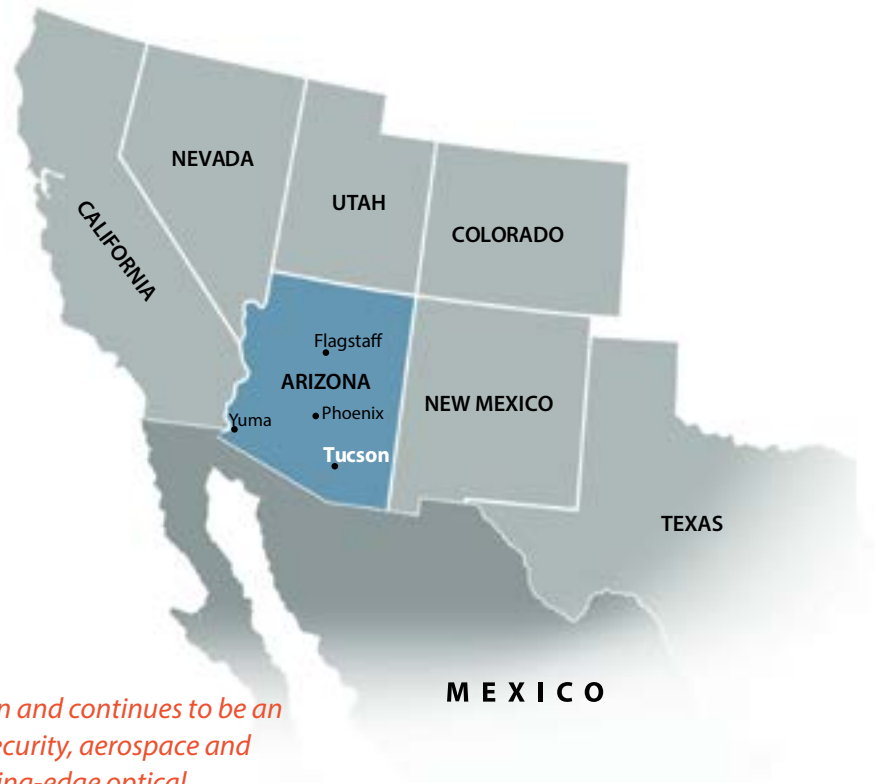 NEVADA
UTAH
CALIFORNIA
COLORADO
Flagstaff
ARIZONA
NEW MEXICO
Phoenix
Yuma
Tucson
TEXAS
MEXICO
and continues to be an
aerospace and
optical